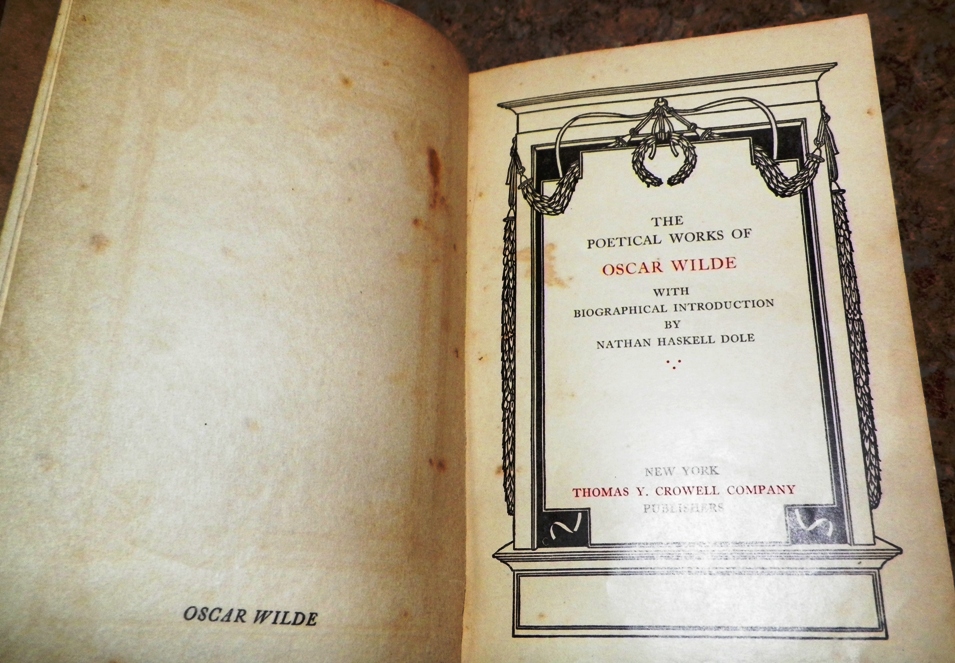 OSCAR WILDE
THE
POETICAL WORKS OF
OSCAR WILDE
WITH
BIOGRAPHICAL INTRODUCTION
BY
NATHAN HASKELL DOLE
NEW YORK
THOMAS Y. CROWELL COMPANY
PUBLISHERS